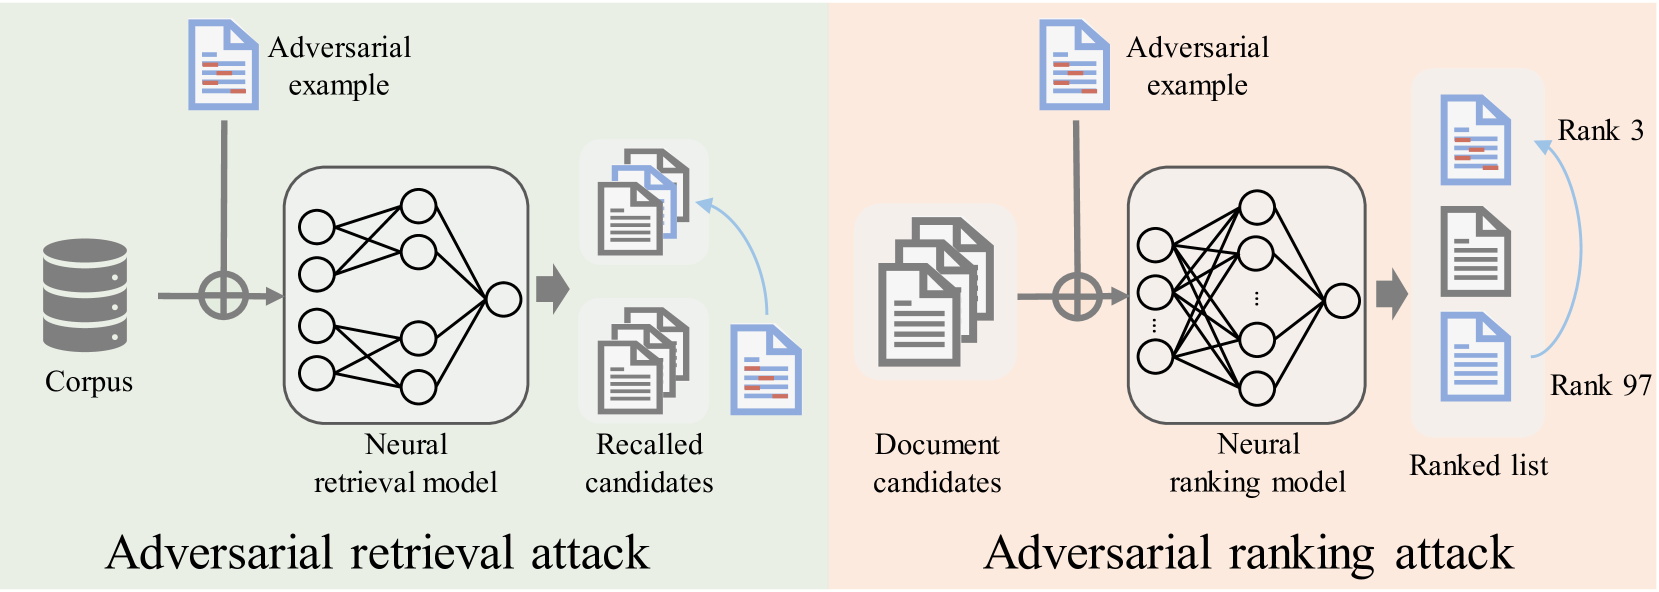 Adversarial
example
Corpus
Neural
retrieval model
Recalled
candidates
Adversarial retrieval attack
Adversarial
example
Document
candidates
Neural
ranking model
Rank 3
Rank 97
Ranked list
Adversarial ranking attack